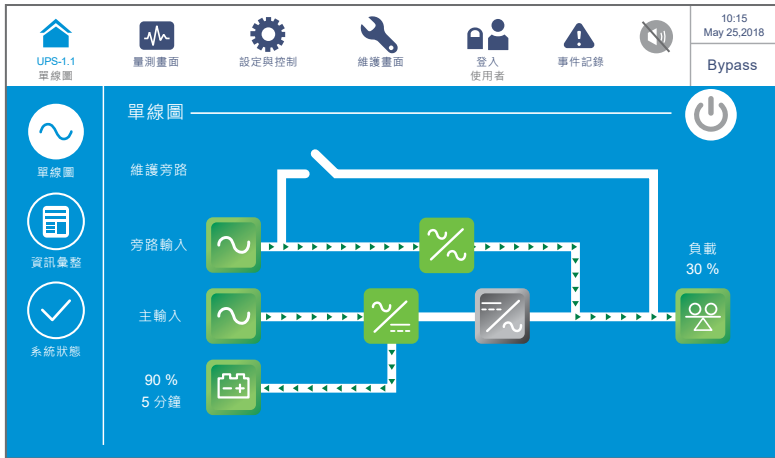 UPS-1.1
單線圖
量測畫面
設定與控制
維護畫面
登入
使用者
事件記錄
10:15
May 25,2018
Bypass
單線圖
資訊彙整
系統狀態
單線圖
維護旁路
旁路輸入
主輸入
90 %
5 分鐘
負載
30 %